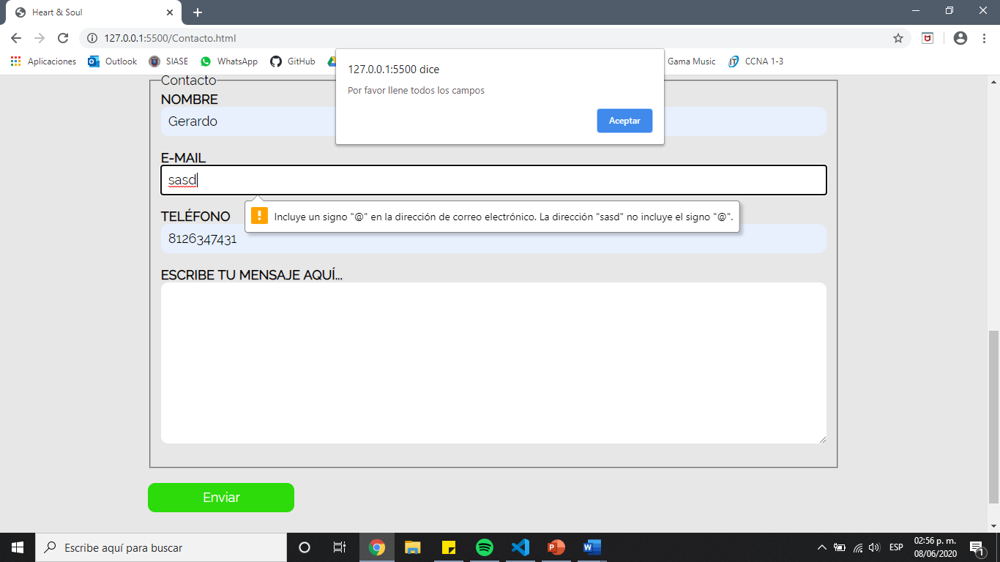 Heart & Soul
127.0.0.1:5500/Contacto.html
Aplicaciones Outlook SIASE WhatsApp GitHub Gama Music CCNA 1-3
127.0.0.1:5500 dice
Por favor llene todos los campos
Aceptar
Contacto
NOMBRE
Gerardo
E-MAIL
sasd
Incluye un signo "@" en la dirección de correo electrónico. La dirección "sasd" no incluye el signo "@".
TELÉFONO
8126347431
ESCRIBE TU MENSAJE AQUÍ...
Enviar
Escribe aquí para buscar
ESP
02:56 p. m.
08/06/2020
1